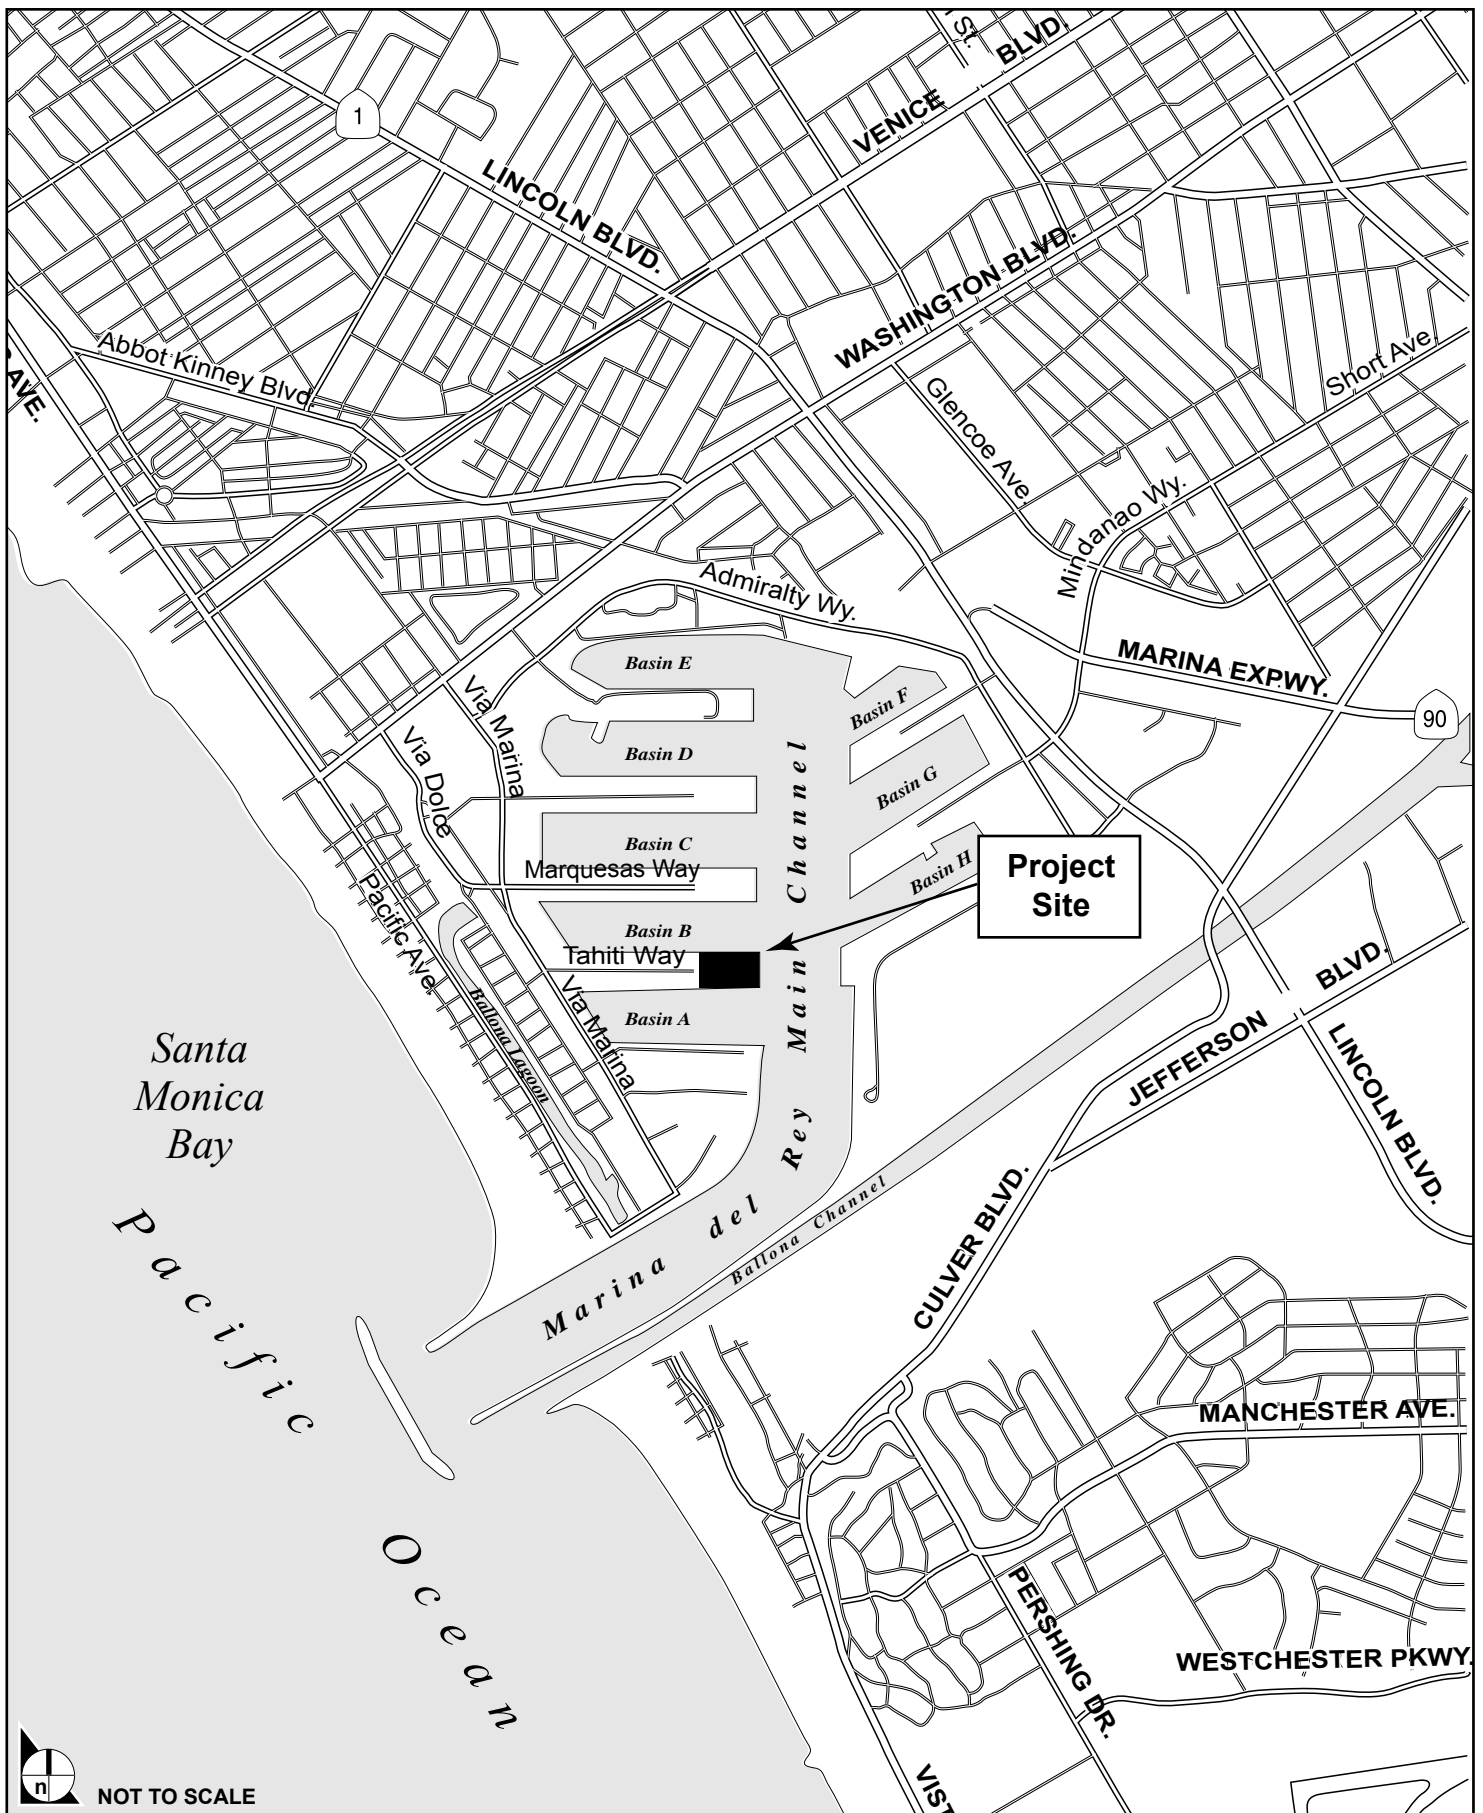 St.
BLVD.
VENICE
1
LINCOLN BLVD.
WASHINGTON BLVD.
Abbot Kinney Blvd.
AVE.
Short Ave
Glencoe Ave
Mindanao Wy.
Admiralty Wy.
MARINA EXPWY.
90
Basin E
Basin F
Via Marina
Basin D
Via Dolce
Basin G
Basin C
Marquesas Way
Basin H
Project
Site
Pacific Ave.
Basin B
Tahiti Way
Via Marina
Basin A
Ballona Lagoon
Marina del Rey Main Channel
Ballona Channel
BLVD.
JEFFERSON
LINCOLN BLVD.
CULVER BLVD.
Santa
Monica
Bay
Pacific
Ocean
MANCHESTER AVE.
PERSHING DR.
WESTCHESTER PKWY.
n
NOT TO SCALE